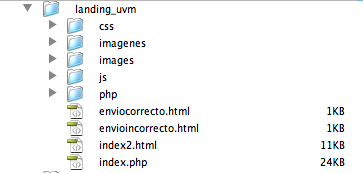 landing_uvm
css
imagenes
images
js
php
enviocorrecto.html 1KB
envioincorrecto.html 1KB
index2.html 11KB
index.php 24KB